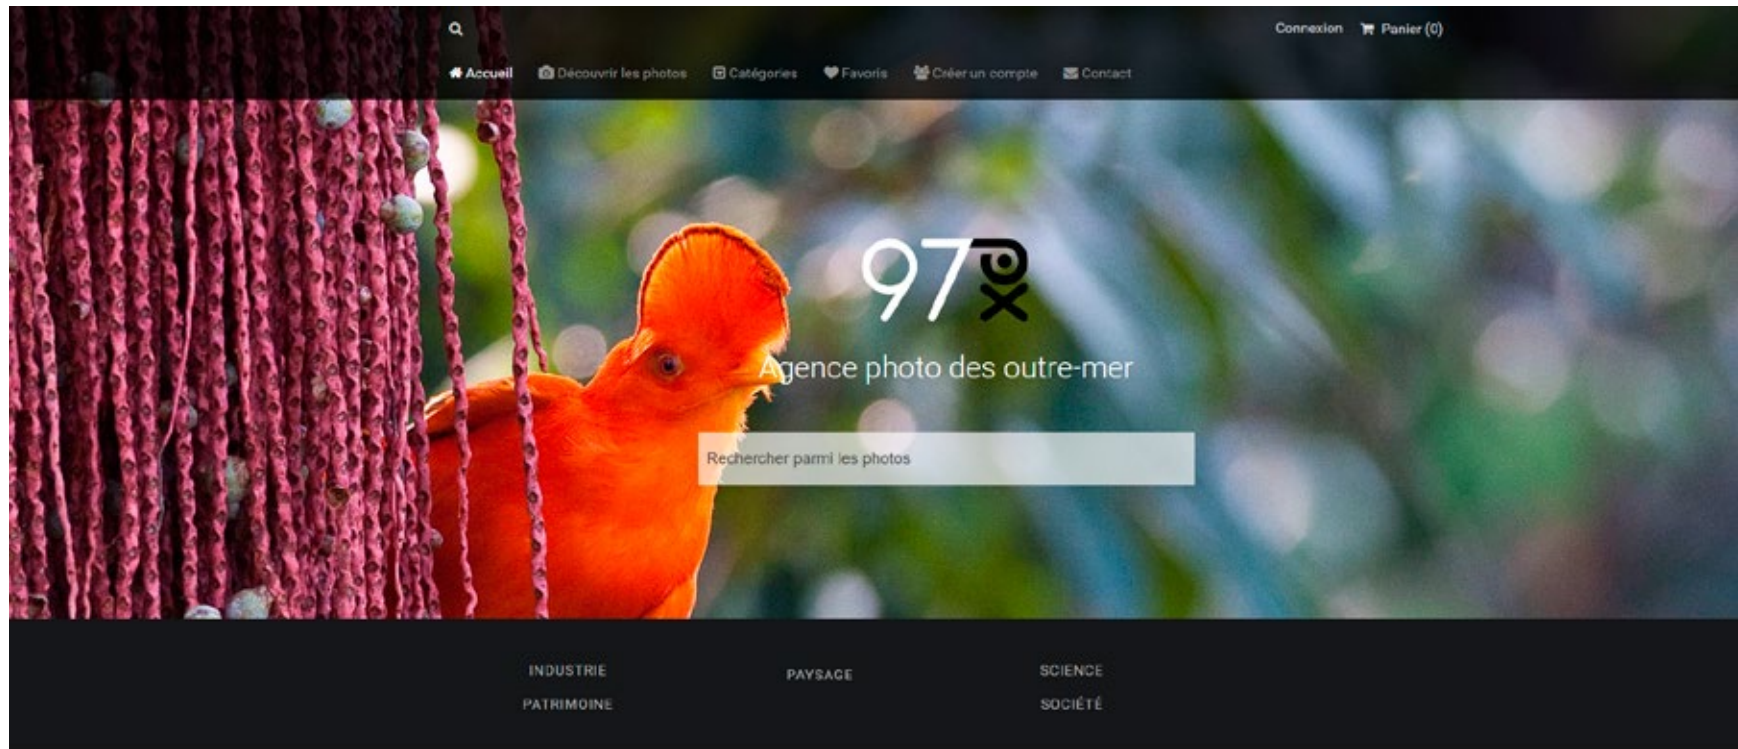 Connexion Panier (0)
Accueil Découvrir les photos Catégories Favoris Créer un compte Contact
97px
Agence photo des outre-mer
Rechercher parmi les photos
INDUSTRIE PAYSAGE SCIENCE
PATRIMOINE SOCIÉTÉ